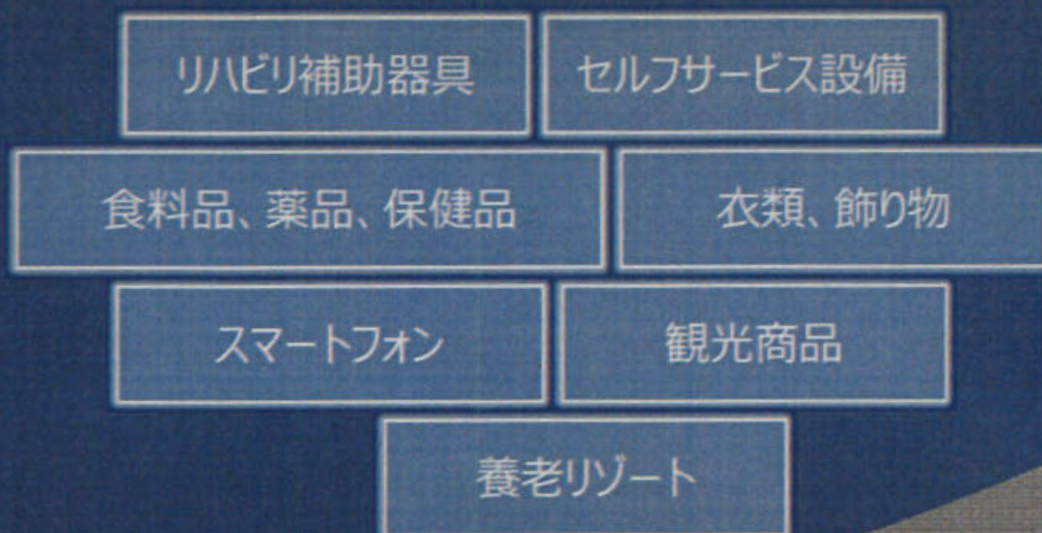 リハビリ補助器具
セルフサービス設備
食料品、薬品、保健品
衣類、飾り物
スマートフォン
観光商品
養老リゾート